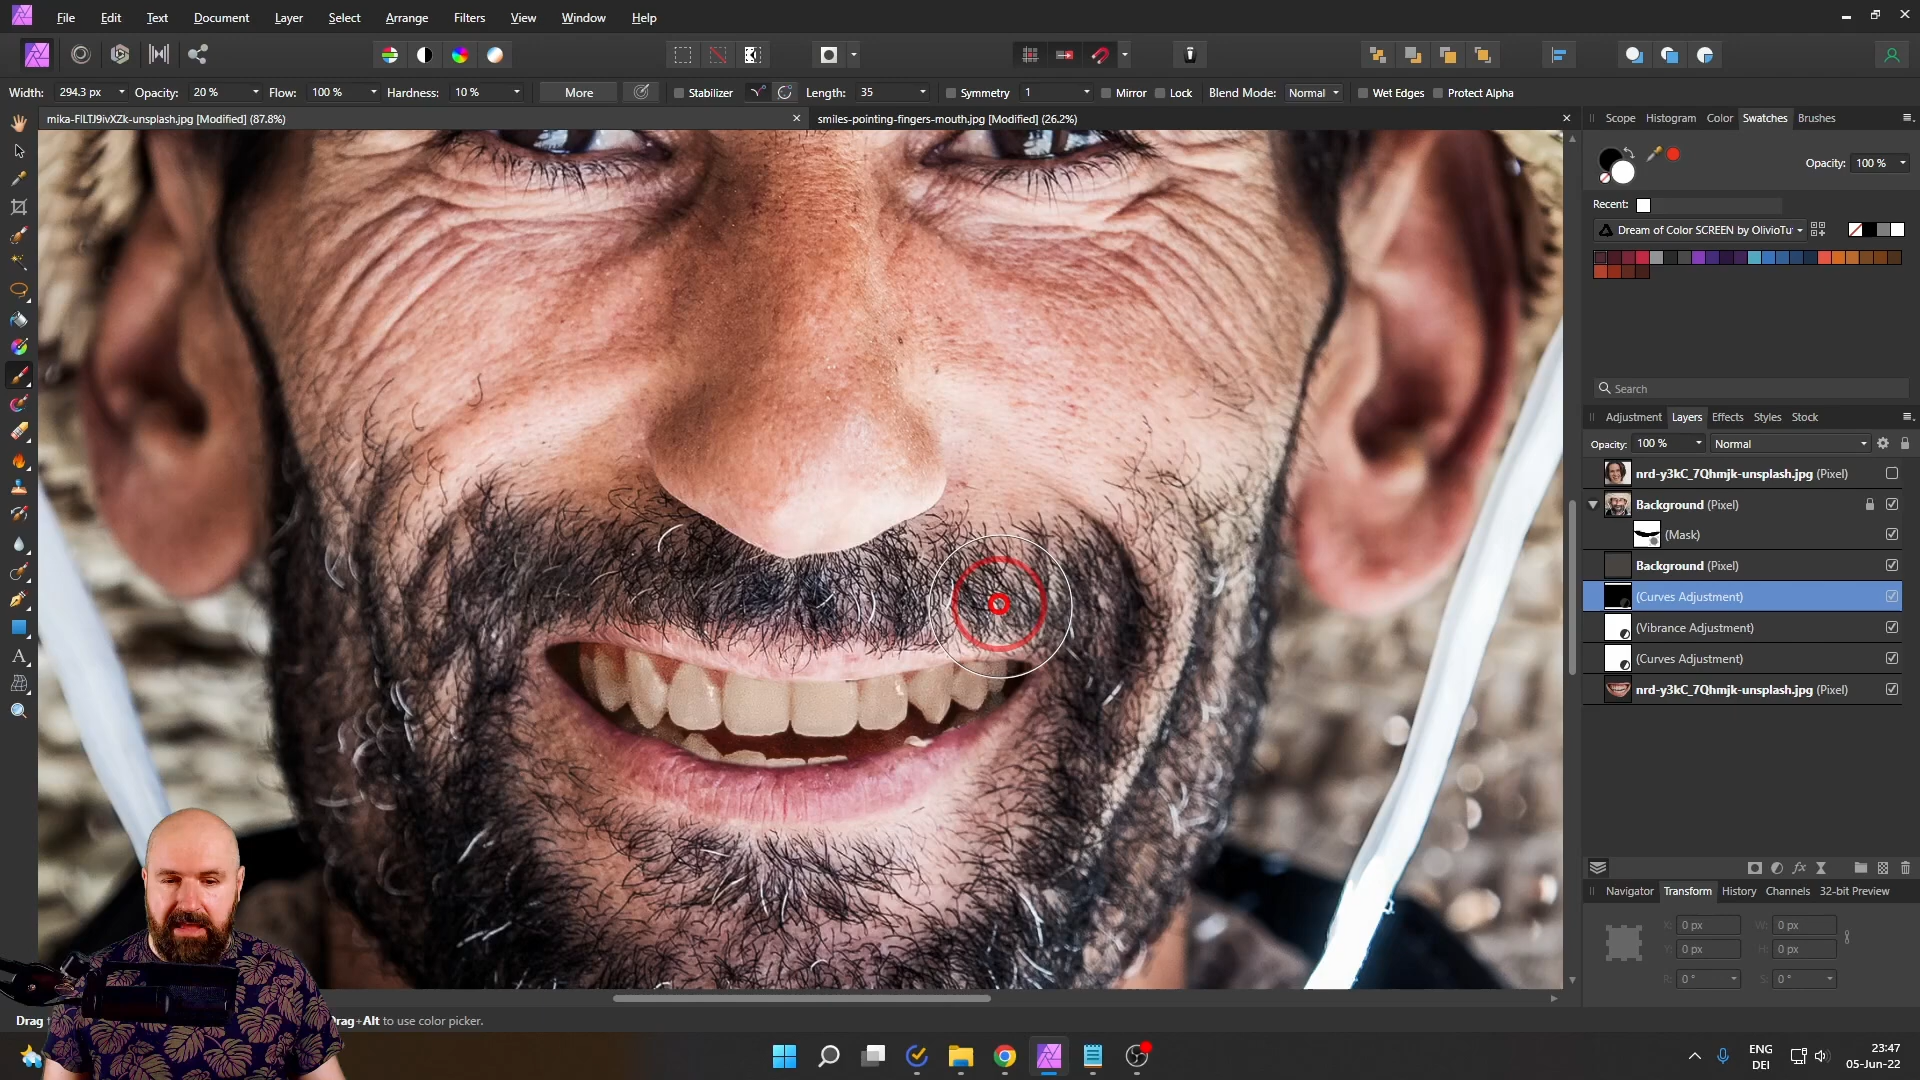 File Edit Text Document Layer Select Arrange Filters View Window Help
Width: 294.3 px Opacity: 20 % Flow: 100 % Hardness: 10 % More Stabilizer Length: 35 Symmetry 1 Mirror Lock Blend Mode: Normal Wet Edges Protect Alpha
mika-FlLTJ9ivXZk-unsplash.jpg [Modified] (87.8%)
smiles-pointing-fingers-mouth.jpg [Modified] (26.2%)
Scope Histogram Color Swatches Brushes
Opacity: 100 %
Recent:
Dream of Color SCREEN by OlivioTu
Search
Adjustment Layers Effects Styles Stock
Opacity: 100 % Normal
nrd-y3kC_7Qhmjk-unsplash.jpg (Pixel)
Background (Pixel)
(Mask)
Background (Pixel)
(Curves Adjustment)
(Vibrance Adjustment)
(Curves Adjustment)
nrd-y3kC_7Qhmjk-unsplash.jpg (Pixel)
Navigator Transform History Channels 32-bit Preview
X: 0 px W: 0 px
Y: 0 px H: 0 px
R: 0 ° S: 0 °
Drag
Drag+Alt to use color picker.
ENG
DEI
23:47
05-Jun-22